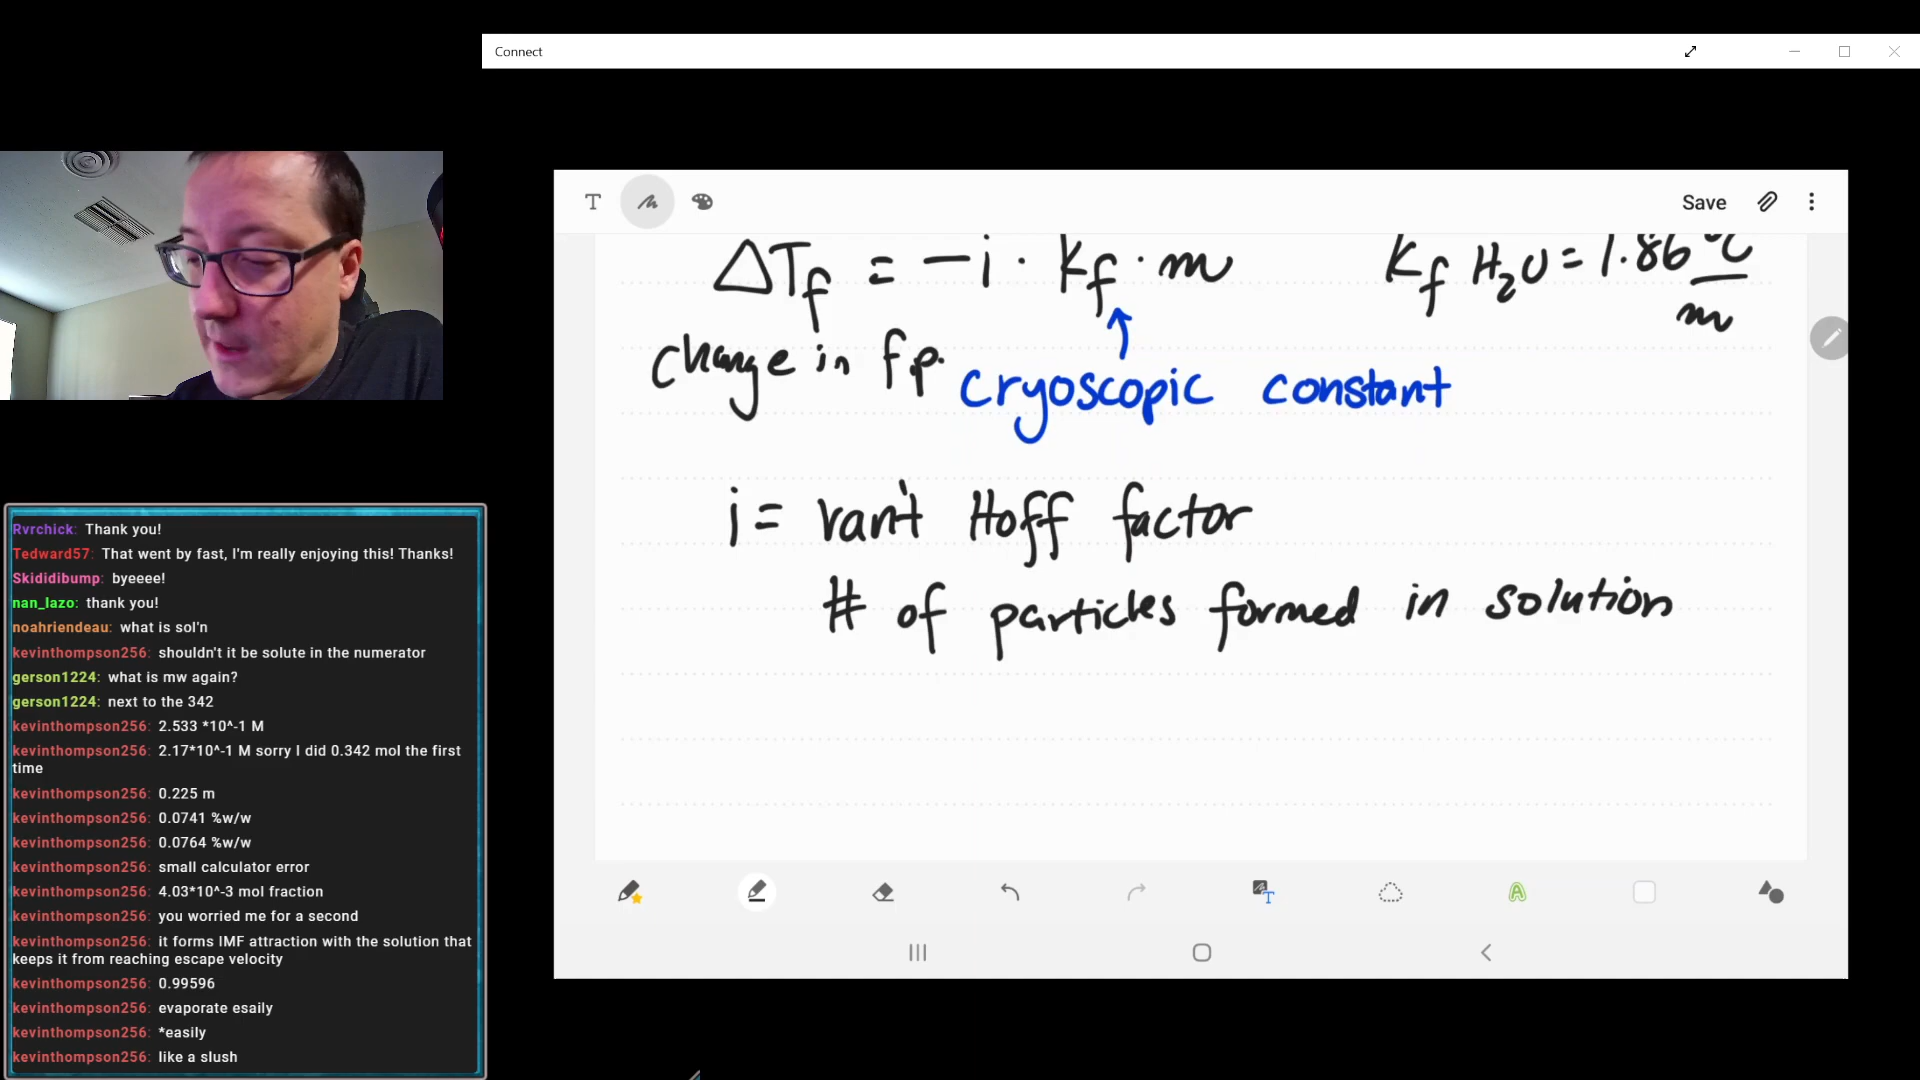 Connect
Save
ΔTf = -i · Kf · m
Kf H2O = 1.86 °C/m
change in fp.
cryoscopic constant
i = van't Hoff factor
# of particles formed in solution
Rvrchick: Thank you!
Tedward57: That went by fast, I'm really enjoying this! Thanks!
Skididibump: byeeee!
nan_lazo: thank you!
noahriendeau: what is sol'n
kevinthompson256: shouldn't it be solute in the numerator
gerson1224: what is mw again?
gerson1224: next to the 342
kevinthompson256: 2.533 *10^-1 M
kevinthompson256: 2.17*10^-1 M sorry I did 0.342 mol the first
time
kevinthompson256: 0.225 m
kevinthompson256: 0.0741 %w/w
kevinthompson256: 0.0764 %w/w
kevinthompson256: small calculator error
kevinthompson256: 4.03*10^-3 mol fraction
kevinthompson256: you worried me for a second
kevinthompson256: it forms IMF attraction with the solution that
keeps it from reaching escape velocity
kevinthompson256: 0.99596
kevinthompson256: evaporate esaily
kevinthompson256: *easily
kevinthompson256: like a slush